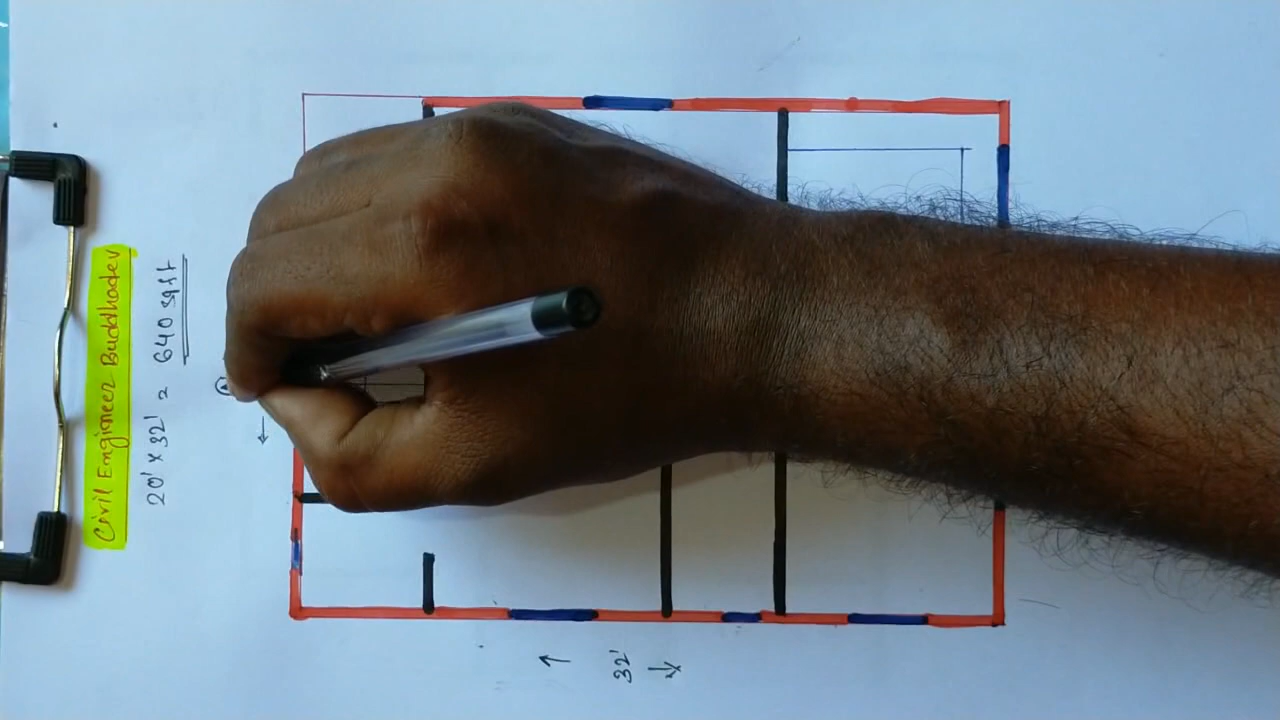 Civil Engineer Buddhadev
20' x 32' = 640 sqft
32'